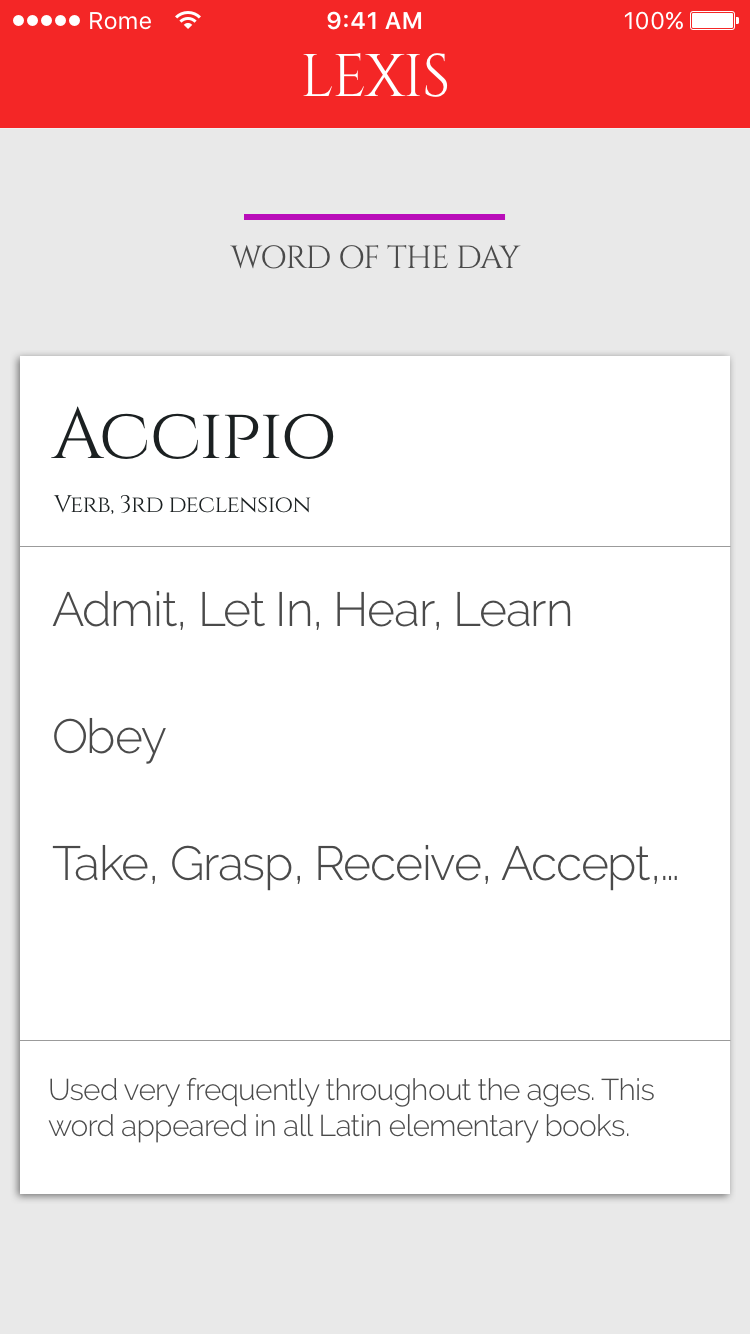 Rome 9:41 AM 100%
LEXIS
WORD OF THE DAY
Accipio
Verb, 3rd declension
Admit, Let In, Hear, Learn
Obey
Take, Grasp, Receive, Accept,...
Used very frequently throughout the ages. This
word appeared in all Latin elementary books.